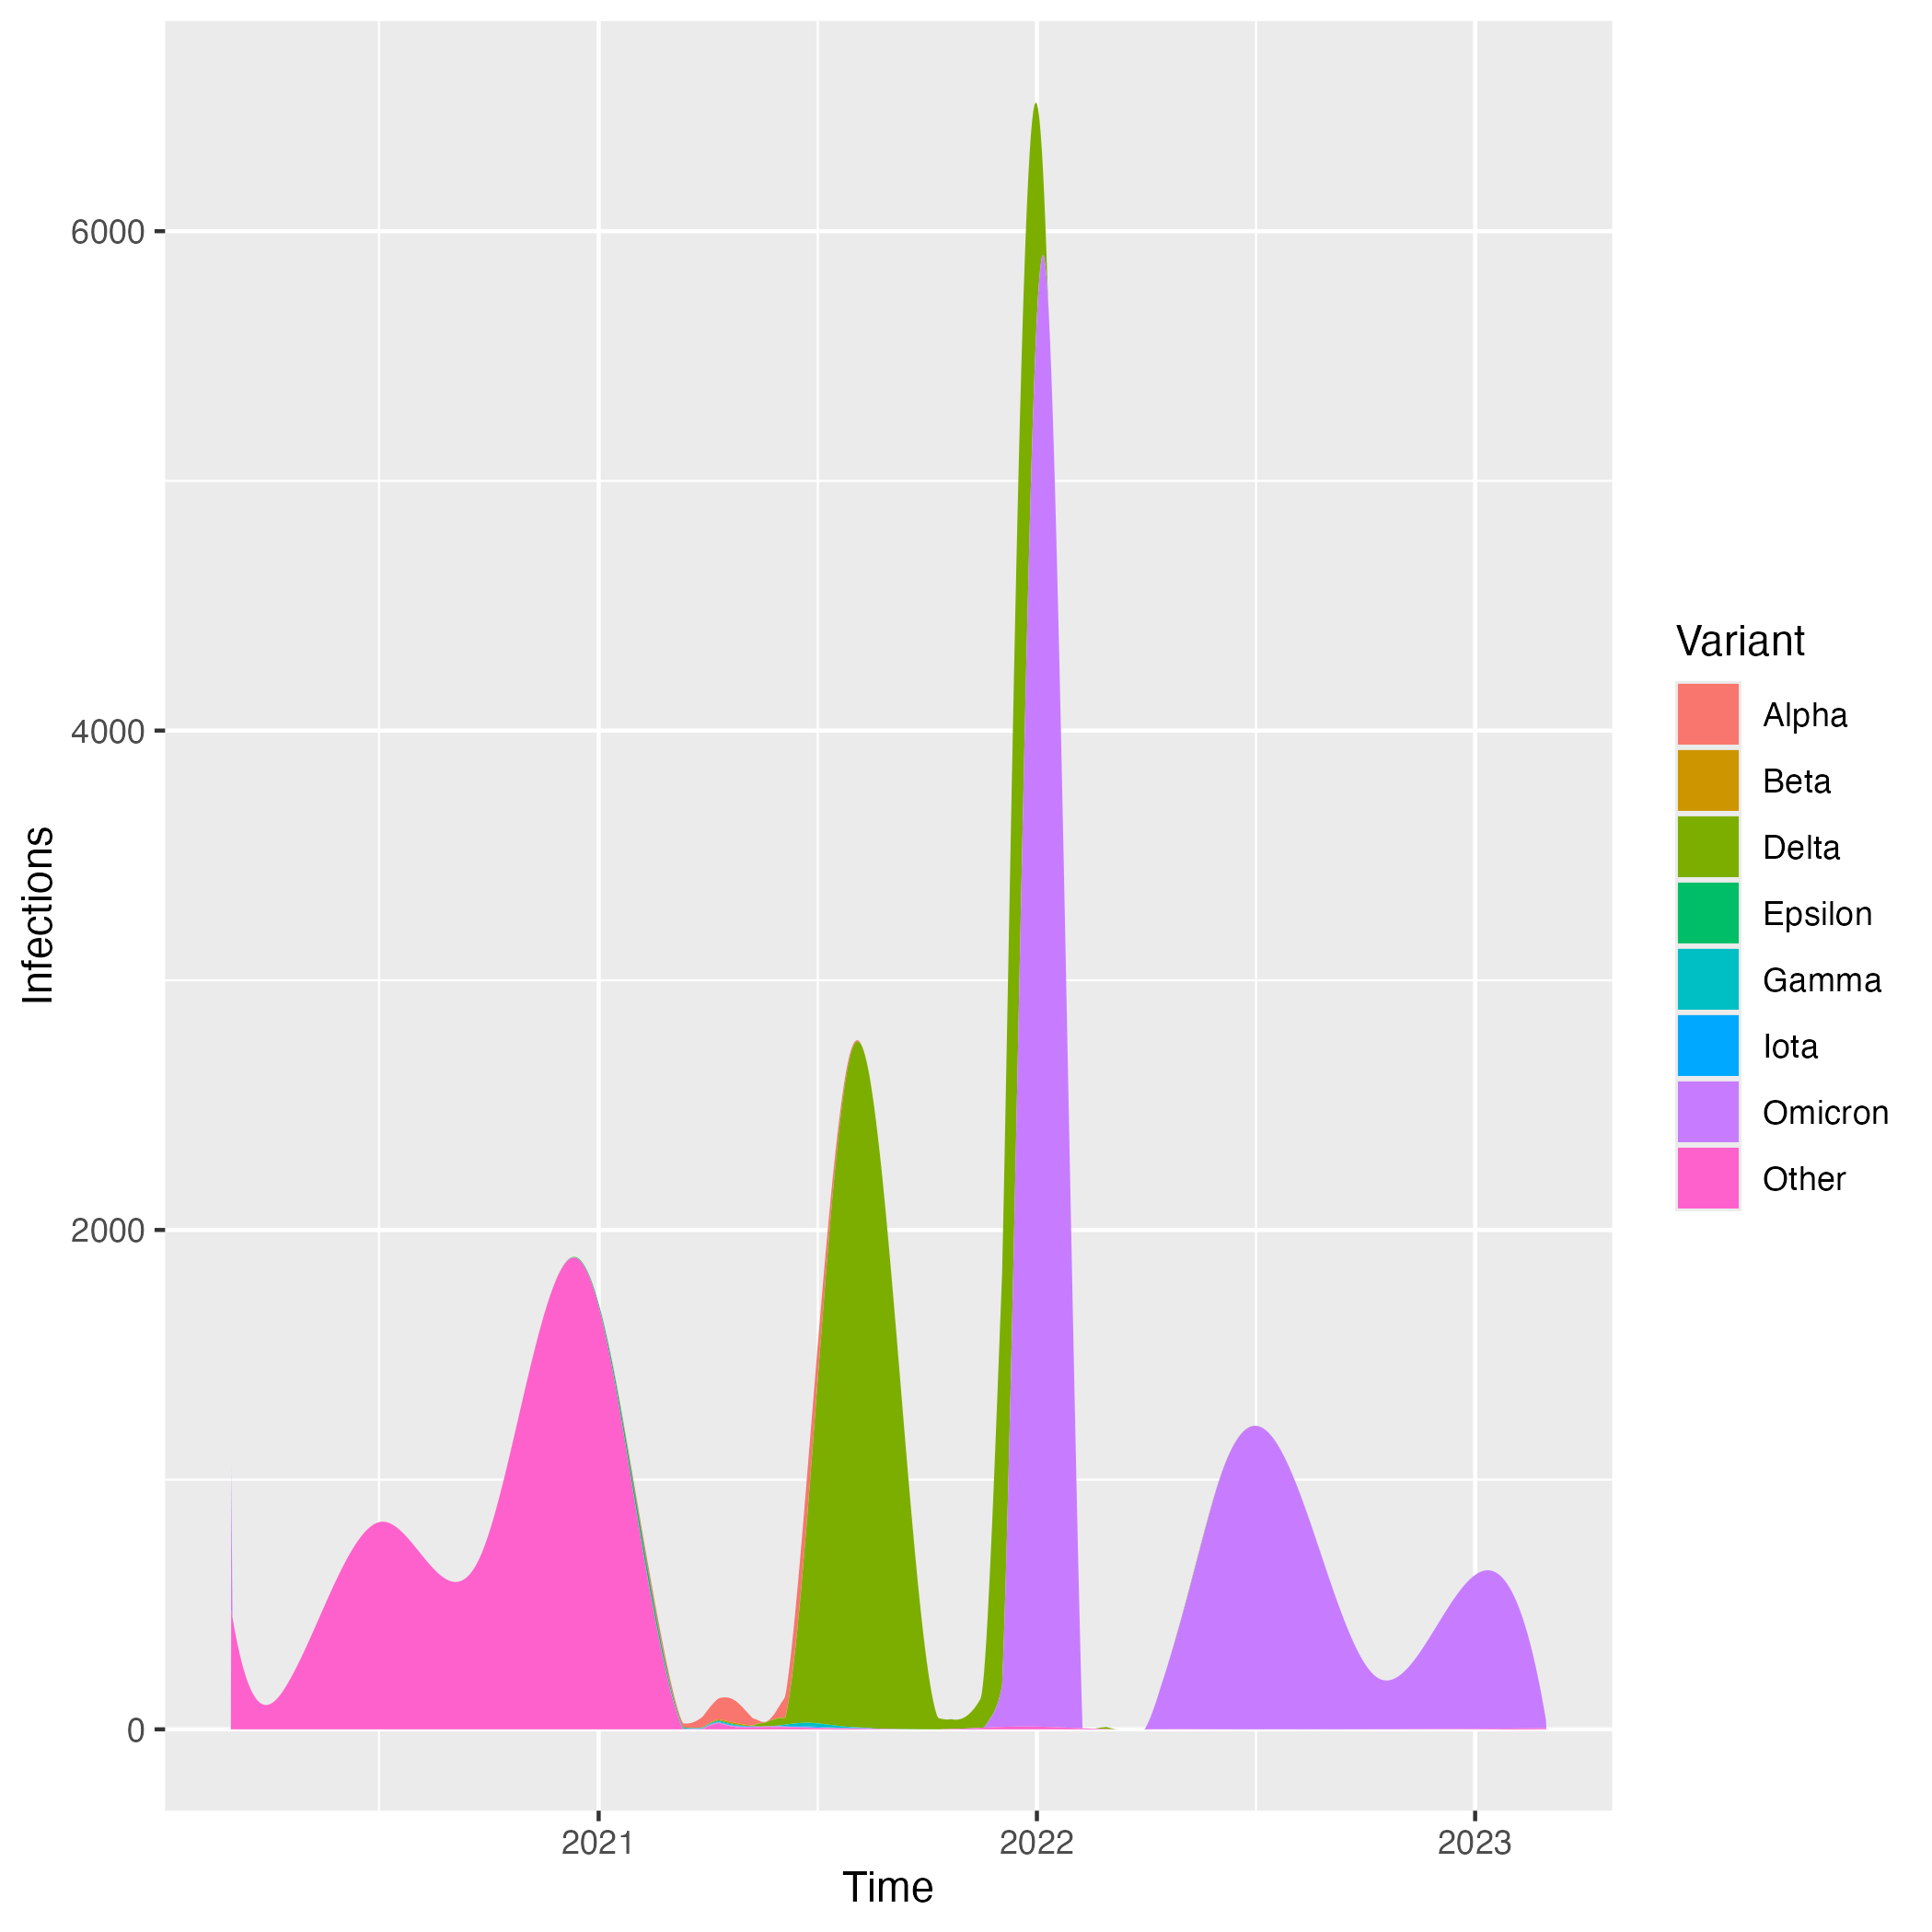 6000
4000
2000
0
Infections
2021
2022
2023
Time
Variant
Alpha
Beta
Delta
Epsilon
Gamma
Iota
Omicron
Other